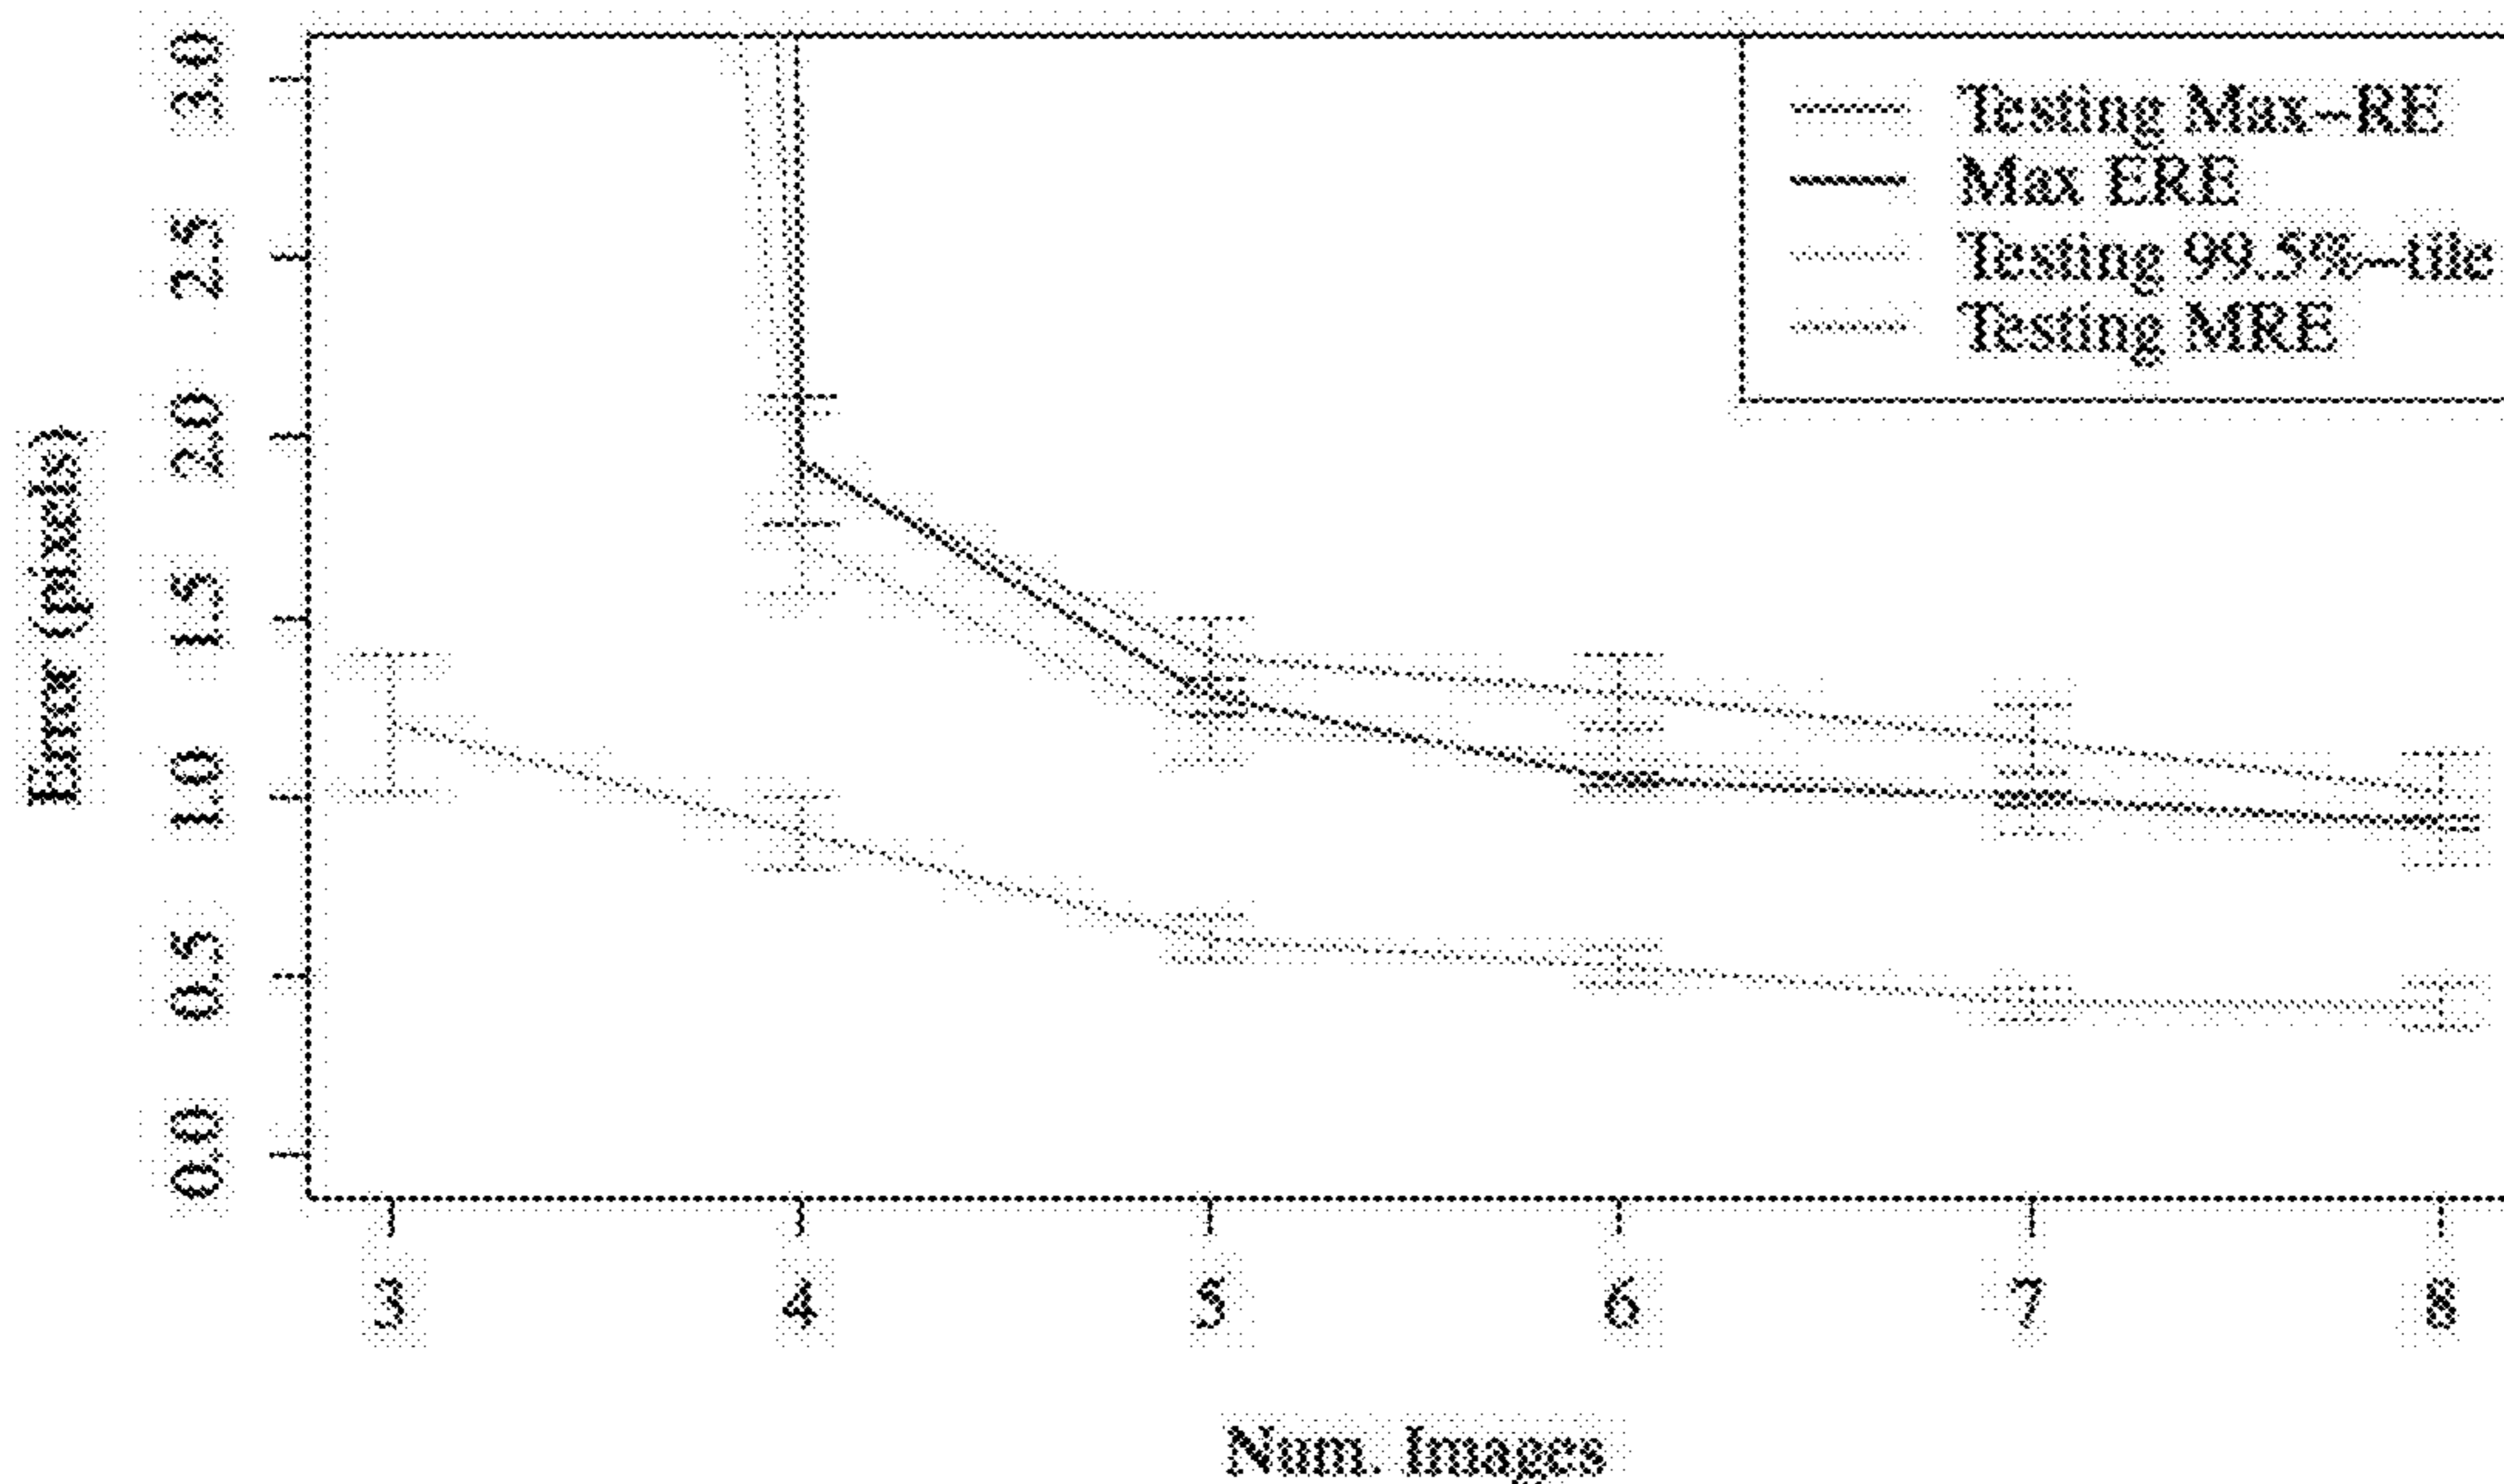 Testing Max-RE
Max ERE
Testing 99.5%-tile
Testing MRE
Error (pixels)
3.0
2.5
2.0
1.5
1.0
0.5
0.0
3 4 5 6 7 8
Num. Images